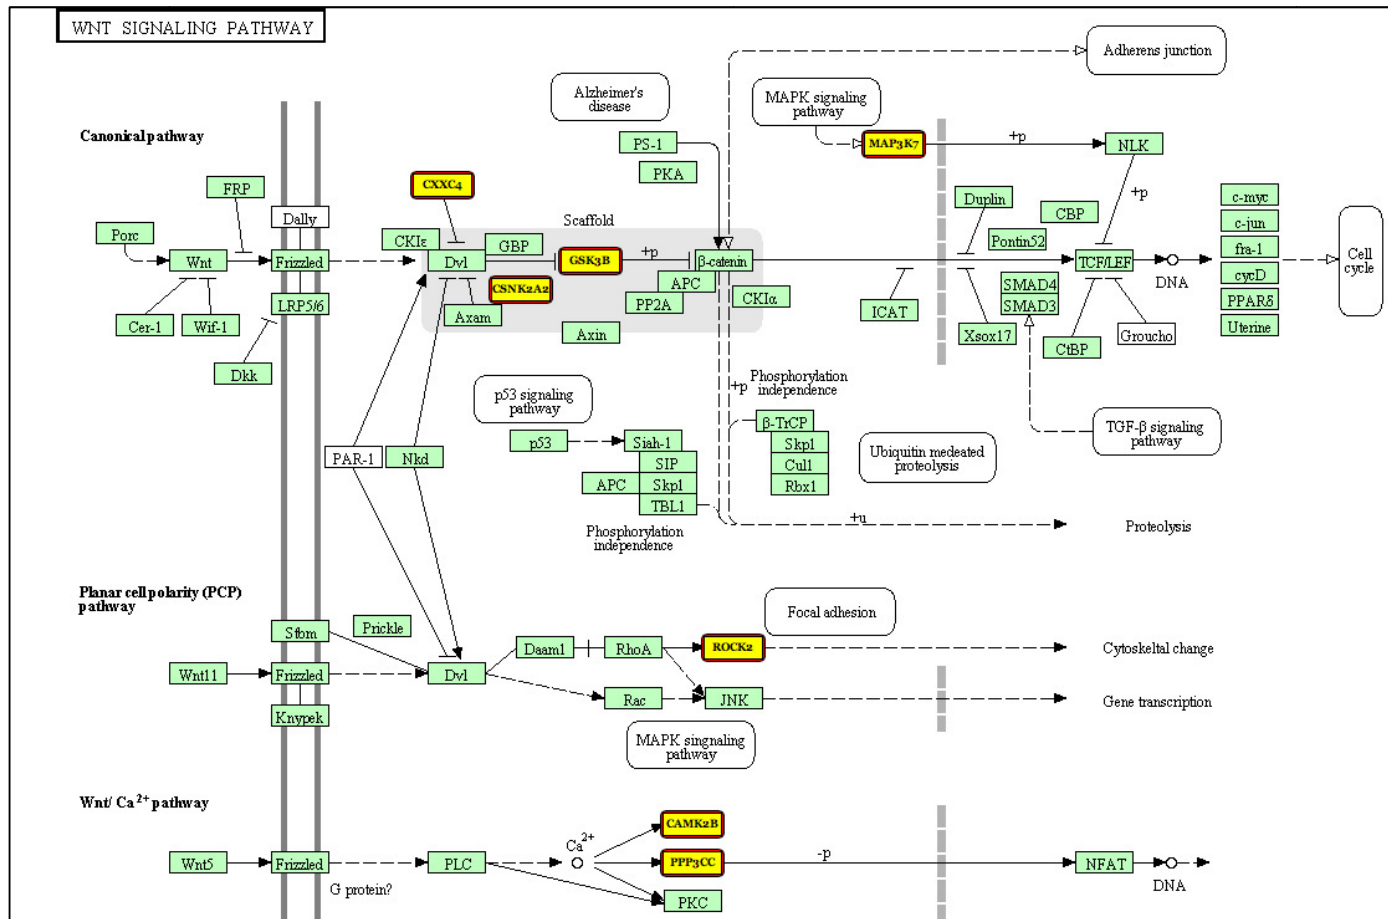 WNT SIGNALING PATHWAY
Adherens junction
Alzheimer's
disease
MAPK signaling
pathway
Canonical pathway
PS-1
MAP3K7
+p
NLK
PKA
CXXC4
FRP
+p
Dally
Scaffold
Duplin
CBP
c-myc
c-jun
Porc
CKIε
GBP
Pontin52
fra-1
Cell
cycle
Wnt
Frizzled
Dvl
GSK3B
+p
β-catenin
TCF/LEF
DNA
cycD
CSNK2A2
APC
SMAD4
PP2A
CKIα
SMAD3
PPARδ
LRP5/6
Axam
ICAT
Cer-1
Wif-1
Axin
Xsox17
CtBP
Groucho
Uterine
Dkk
+p
Phosphorylation
independence
p53 signaling
pathway
β-TrCP
TGF-β signaling
pathway
p53
Siah-1
Skp1
Ubiquitin medeated
proteolysis
PAR-1
Nkd
SIP
Cul1
APC
Skp1
Rbx1
TBL1
+u
Proteolysis
Phosphorylation
independence
Planar cell polarity (PCP)
pathway
Focal adhesion
Stbm
Prickle
Daam1
RhoA
ROCK2
Cytoskeltal change
Wnt11
Frizzled
Dvl
Rac
JNK
Gene transcription
Knypek
MAPK singnaling
pathway
Wnt/ Ca2+ pathway
CAMK2B
Ca2+
Wnt5
Frizzled
PLC
PPP3CC
-p
NFAT
DNA
G protein?
PKC